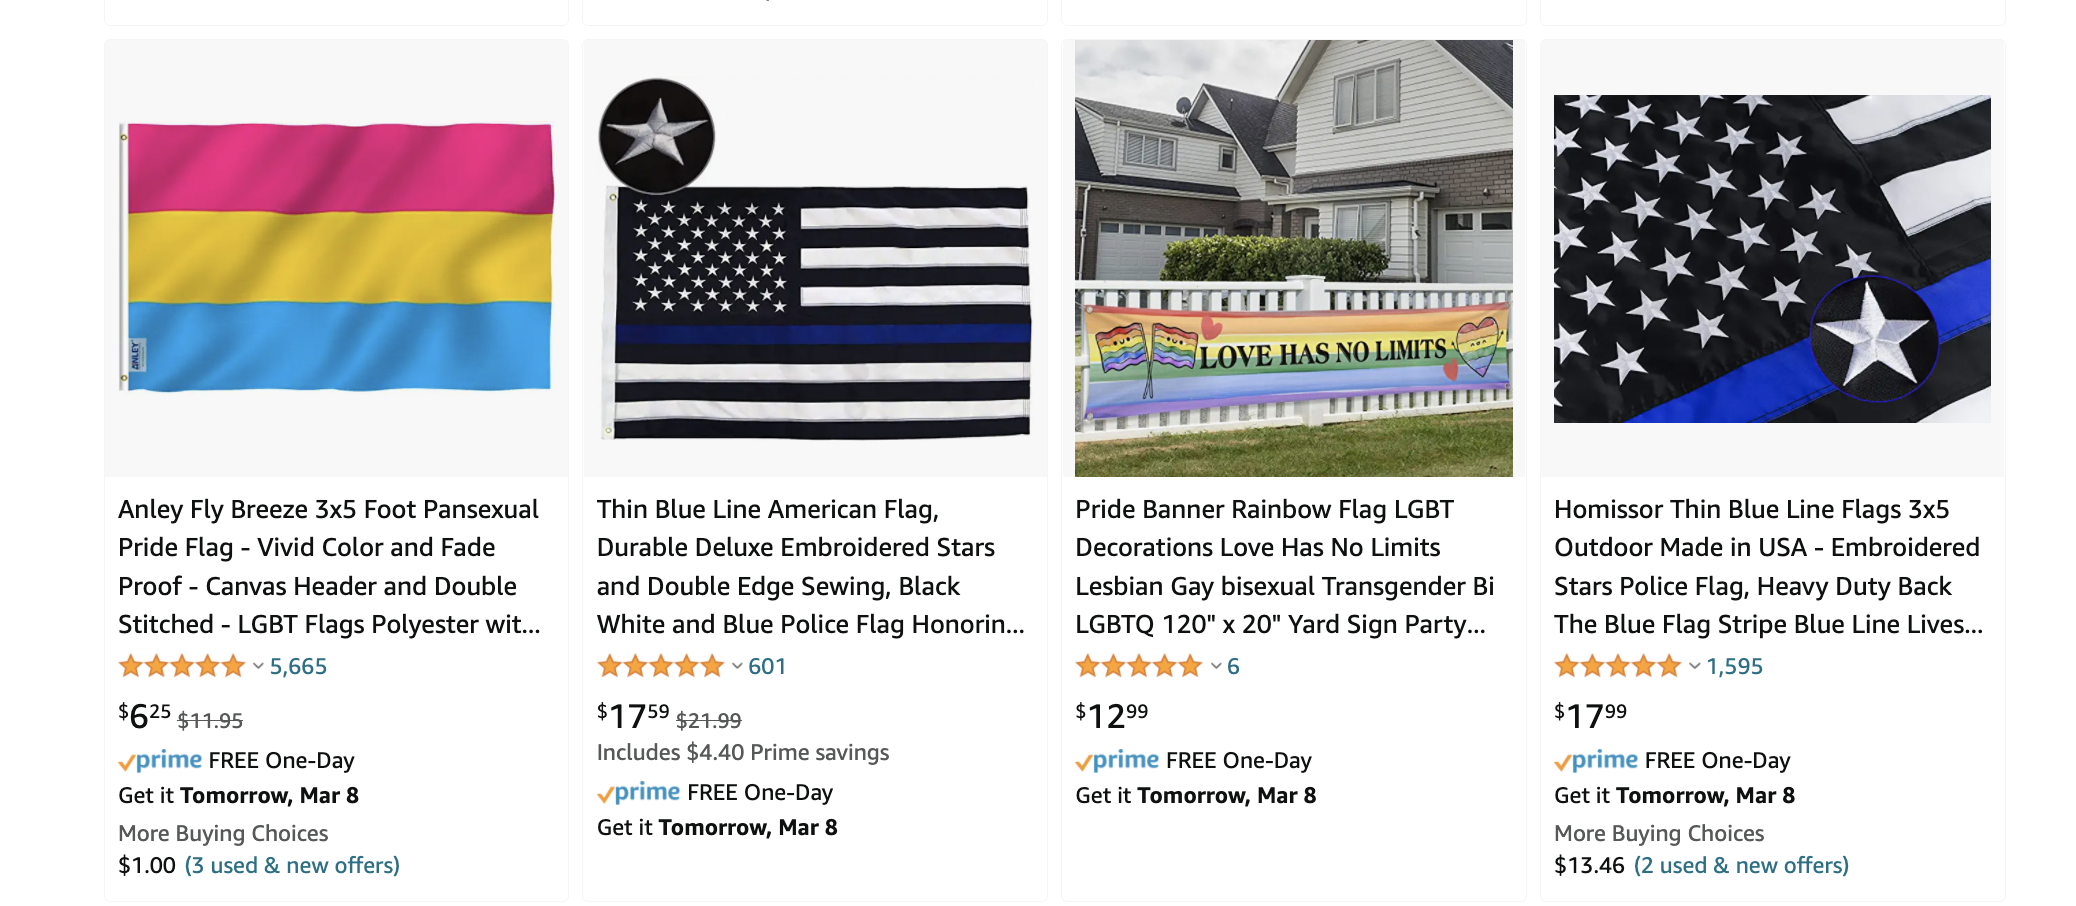 LOVE HAS NO LIMITS
ANLEY
Anley Fly Breeze 3x5 Foot Pansexual
Pride Flag - Vivid Color and Fade
Proof - Canvas Header and Double
Stitched - LGBT Flags Polyester wit...
5,665
$6.25 $11.95
prime FREE One-Day
Get it Tomorrow, Mar 8
More Buying Choices
$1.00 (3 used & new offers)
Thin Blue Line American Flag,
Durable Deluxe Embroidered Stars
and Double Edge Sewing, Black
White and Blue Police Flag Honorin...
601
$17.59 $21.99
Includes $4.40 Prime savings
prime FREE One-Day
Get it Tomorrow, Mar 8
Pride Banner Rainbow Flag LGBT
Decorations Love Has No Limits
Lesbian Gay bisexual Transgender Bi
LGBTQ 120" x 20" Yard Sign Party...
6
$12.99
prime FREE One-Day
Get it Tomorrow, Mar 8
Homissor Thin Blue Line Flags 3x5
Outdoor Made in USA - Embroidered
Stars Police Flag, Heavy Duty Back
The Blue Flag Stripe Blue Line Lives...
1,595
$17.99
prime FREE One-Day
Get it Tomorrow, Mar 8
More Buying Choices
$13.46 (2 used & new offers)